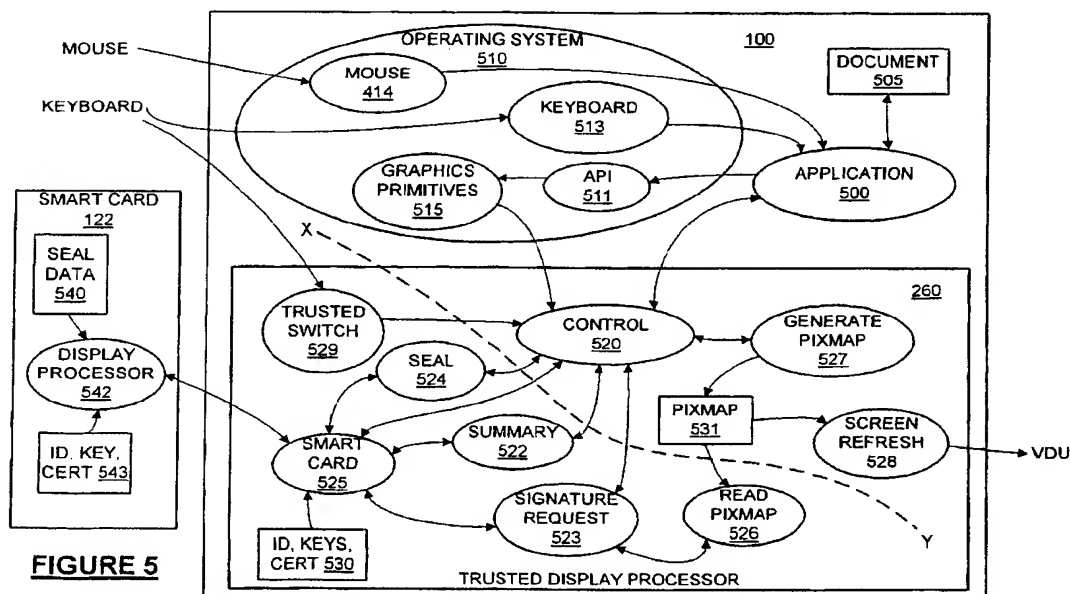 MOUSE
KEYBOARD
OPERATING SYSTEM
510
100
MOUSE
414
KEYBOARD
513
DOCUMENT
505
GRAPHICS
PRIMITIVES
515
API
511
APPLICATION
500
SMART CARD
122
SEAL
DATA
540
DISPLAY
PROCESSOR
542
ID, KEY,
CERT 543
X
260
TRUSTED
SWITCH
529
CONTROL
520
GENERATE
PIXMAP
527
SEAL
524
PIXMAP
531
SCREEN
REFRESH
528
VDU
SMART
CARD
525
SUMMARY
522
SIGNATURE
REQUEST
523
READ
PIXMAP
526
Y
ID, KEYS,
CERT 530
TRUSTED DISPLAY PROCESSOR
FIGURE 5